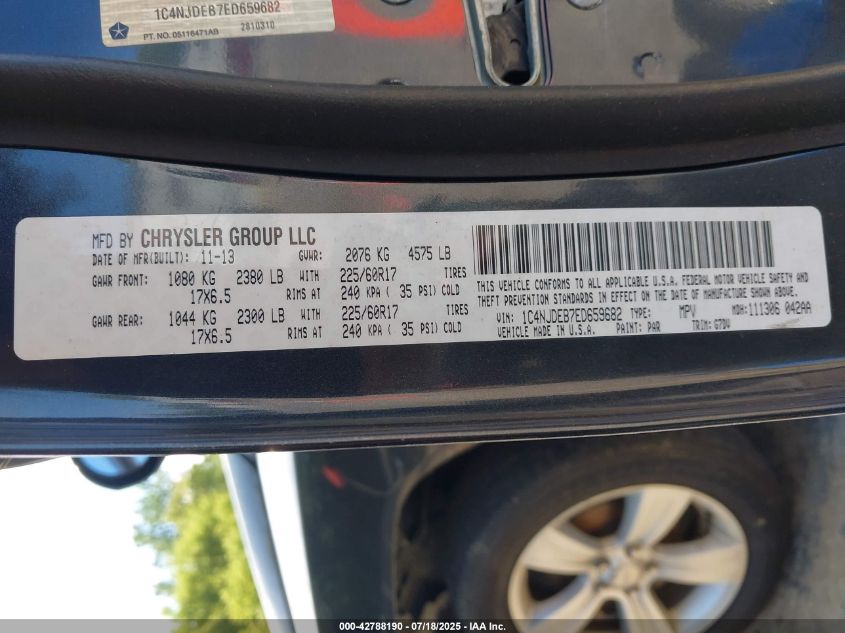 1C4NJDEB7ED659682
PT. NO. 05116471AB 2810310
MFD BY CHRYSLER GROUP LLC
DATE OF MFR(BUILT): 11-13 GVWR: 2076 KG 4575 LB
GAWR FRONT: 1080 KG 2380 LB WITH 225/60R17 TIRES
17X6.5 RIMS AT 240 KPA ( 35 PSI) COLD
GAWR REAR: 1044 KG 2300 LB WITH 225/60R17 TIRES
17X6.5 RIMS AT 240 KPA ( 35 PSI) COLD
THIS VEHICLE CONFORMS TO ALL APPLICABLE U.S.A. FEDERAL MOTOR VEHICLE SAFETY AND
THEFT PREVENTION STANDARDS IN EFFECT ON THE DATE OF MANUFACTURE SHOWN ABOVE.
VIN: 1C4NJDEB7ED659682 TYPE: MPV MDH: 111306 042AA
VEHICLE MADE IN U.S.A. PAINT: PAR TRIM: G7DV
000-42788190 - 07/18/2025 - IAA Inc.